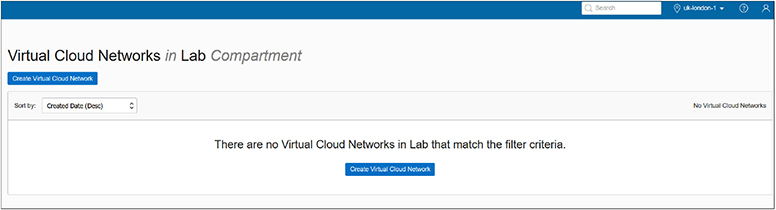 Search
uk-london-1
Virtual Cloud Networks in Lab Compartment
Create Virtual Cloud Network
Sort by: Created Date (Desc) No Virtual Cloud Networks
There are no Virtual Cloud Networks in Lab that match the filter criteria.
Create Virtual Cloud Network